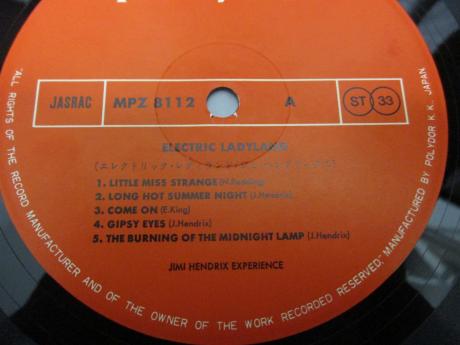 JASRAC MPZ 8112 A ST 33
ELECTRIC LADYLAND
1. LITTLE MISS STRANGE (N.Redding)
2. LONG HOT SUMMER NIGHT (J.Hendrix)
3. COME ON (E.King)
4. GIPSY EYES (J.Hendrix)
5. THE BURNING OF THE MIDNIGHT LAMP (J.Hendrix)
JIMI HENDRIX EXPERIENCE
"ALL RIGHTS OF THE RECORD MANUFACTURER AND OF THE OWNER OF THE WORK RECORDED RESERVED." MANUFACTURED BY POLYDOR K.K. JAPAN.